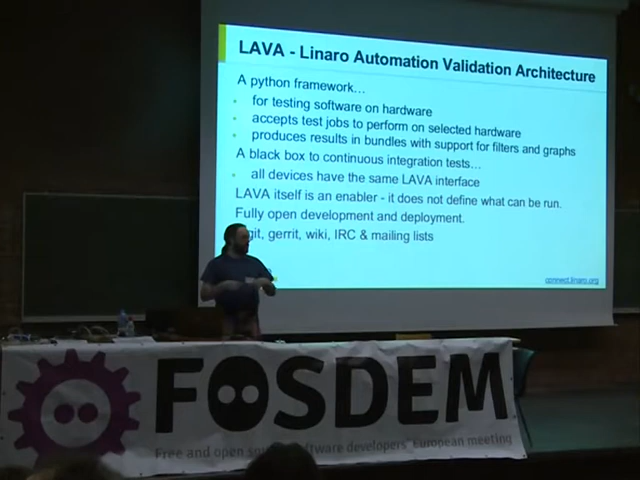 LAVA - Linaro Automation Validation Architecture
A python framework...
for testing software on hardware
accepts test jobs to perform on selected hardware
produces results in bundles with support for filters and graphs
A black box to continuous integration tests...
all devices have the same LAVA interface
LAVA itself is an enabler - it does not define what can be run.
Fully open development and deployment.
git, gerrit, wiki, IRC & mailing lists
connect.linaro.org
FOSDEM
Free and open software developers' European meeting